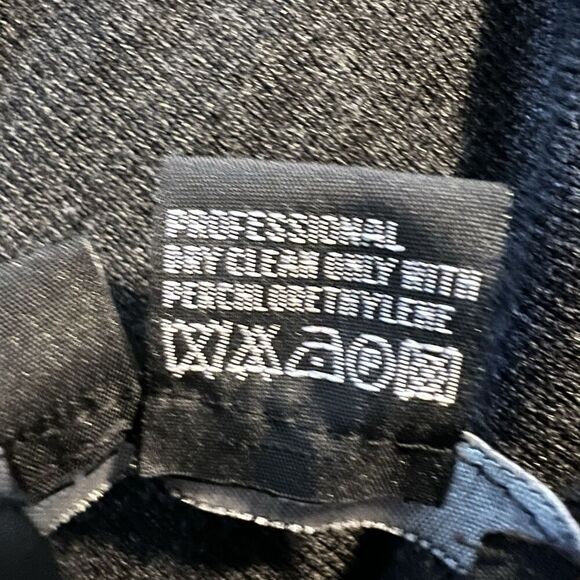 PROFESSIONAL
DRY CLEAN ONLY WITH
PERCHLORETHYLENE